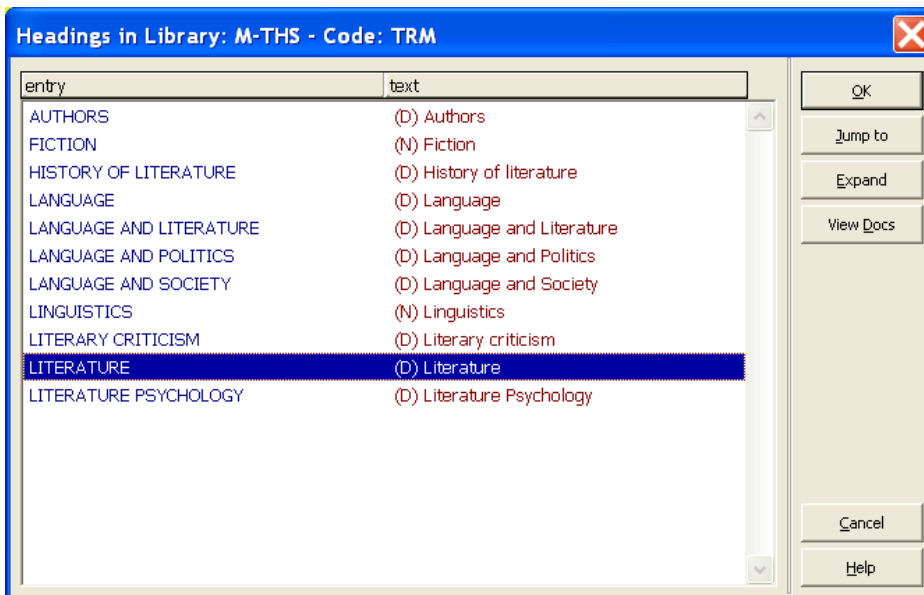 Headings in Library: M-THS - Code: TRM
entry text
AUTHORS (D) Authors
FICTION (N) Fiction
HISTORY OF LITERATURE (D) History of literature
LANGUAGE (D) Language
LANGUAGE AND LITERATURE (D) Language and Literature
LANGUAGE AND POLITICS (D) Language and Politics
LANGUAGE AND SOCIETY (D) Language and Society
LINGUISTICS (N) Linguistics
LITERARY CRITICISM (D) Literary criticism
LITERATURE (D) Literature
LITERATURE PSYCHOLOGY (D) Literature Psychology
OK
Jump to
Expand
View Docs
Cancel
Help